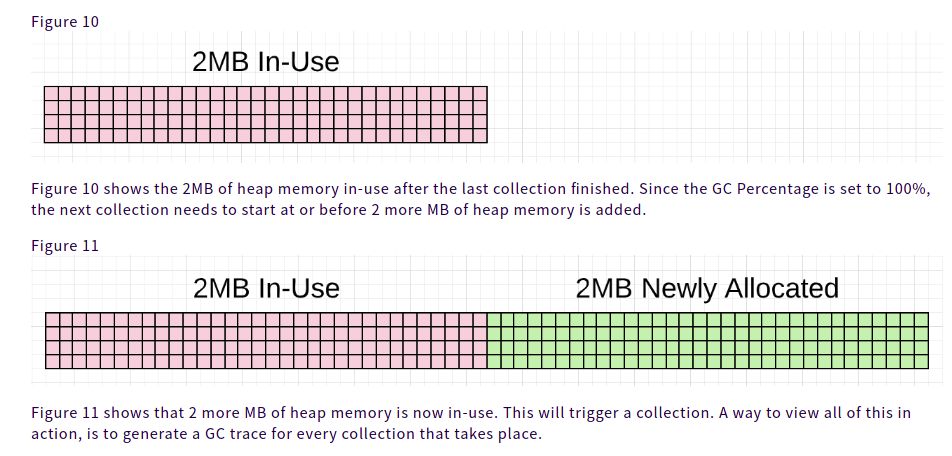 Figure 10
2MB In-Use
Figure 10 shows the 2MB of heap memory in-use after the last collection finished. Since the GC Percentage is set to 100%,
the next collection needs to start at or before 2 more MB of heap memory is added.
Figure 11
2MB In-Use 2MB Newly Allocated
Figure 11 shows that 2 more MB of heap memory is now in-use. This will trigger a collection. A way to view all of this in
action, is to generate a GC trace for every collection that takes place.